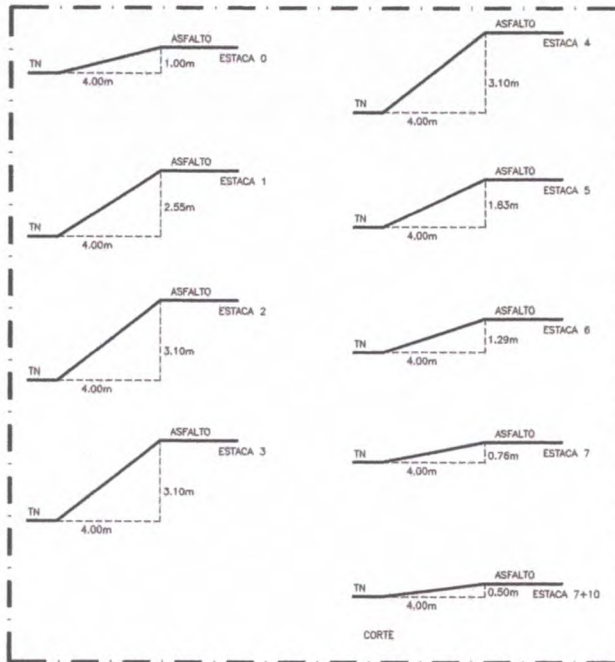 ASFALTO
ESTACA 0
TN
1.00m
4.00m
ASFALTO
ESTACA 1
2.55m
TN
4.00m
ASFALTO
ESTACA 2
3.10m
TN
4.00m
ASFALTO
ESTACA 3
3.10m
TN
4.00m
ASFALTO
ESTACA 4
3.10m
TN
4.00m
ASFALTO
ESTACA 5
1.83m
TN
4.00m
ASFALTO
ESTACA 6
1.29m
TN
4.00m
ASFALTO
ESTACA 7
0.76m
TN
4.00m
ASFALTO
ESTACA 7+10
0.50m
TN
4.00m
CORTE